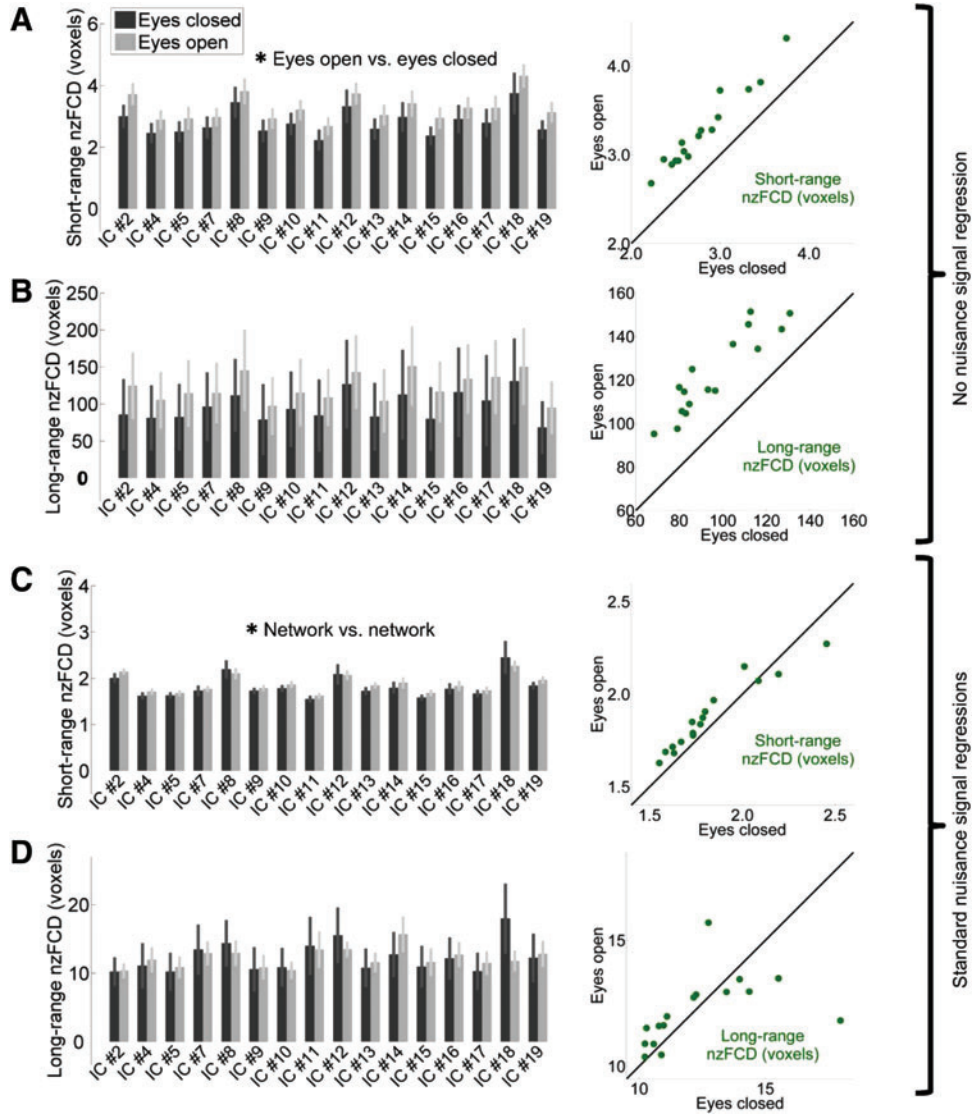 A
Short-range nzFCD (voxels)
6
4
2
0
Eyes closed
Eyes open
* Eyes open vs. eyes closed
IC #2 IC #4 IC #5 IC #7 IC #8 IC #9 IC #10 IC #11 IC #12 IC #13 IC #14 IC #15 IC #16 IC #17 IC #18 IC #19
Eyes open
4.0
3.0
2.0
Short-range
nzFCD (voxels)
2.0 3.0 4.0
Eyes closed
B
Long-range nzFCD (voxels)
250
200
150
100
50
0
IC #2 IC #4 IC #5 IC #7 IC #8 IC #9 IC #10 IC #11 IC #12 IC #13 IC #14 IC #15 IC #16 IC #17 IC #18 IC #19
Eyes open
160
140
120
100
80
60
Long-range
nzFCD (voxels)
60 80 100 120 140 160
Eyes closed
No nuisance signal regression
C
Short-range nzFCD (voxels)
4
3
2
1
0
* Network vs. network
IC #2 IC #4 IC #5 IC #7 IC #8 IC #9 IC #10 IC #11 IC #12 IC #13 IC #14 IC #15 IC #16 IC #17 IC #18 IC #19
Eyes open
2.5
2.0
1.5
Short-range
nzFCD (voxels)
1.5 2.0 2.5
Eyes closed
D
Long-range nzFCD (voxels)
20
10
0
IC #2 IC #4 IC #5 IC #7 IC #8 IC #9 IC #10 IC #11 IC #12 IC #13 IC #14 IC #15 IC #16 IC #17 IC #18 IC #19
Eyes open
15
10
Long-range
nzFCD (voxels)
10 15
Eyes closed
Standard nuisance signal regressions